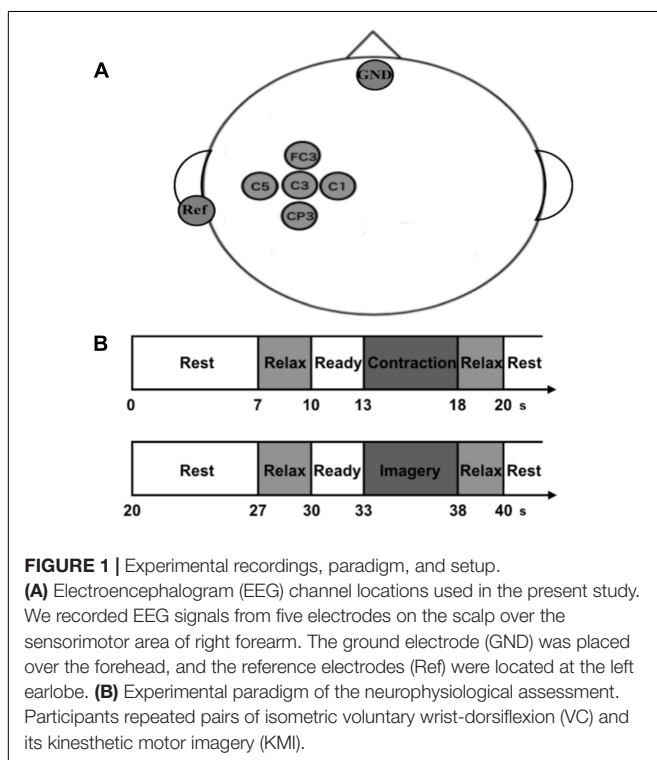 A
GND
FC3
C5 C3 C1
Ref
CP3
B
Rest Relax Ready Contraction Relax Rest
0 7 10 13 18 20 s
Rest Relax Ready Imagery Relax Rest
20 27 30 33 38 40 s
FIGURE 1 | Experimental recordings, paradigm, and setup.
(A) Electroencephalogram (EEG) channel locations used in the present study.
We recorded EEG signals from five electrodes on the scalp over the
sensorimotor area of right forearm. The ground electrode (GND) was placed
over the forehead, and the reference electrodes (Ref) were located at the left
earlobe. (B) Experimental paradigm of the neurophysiological assessment.
Participants repeated pairs of isometric voluntary wrist-dorsiflexion (VC) and
its kinesthetic motor imagery (KMI).